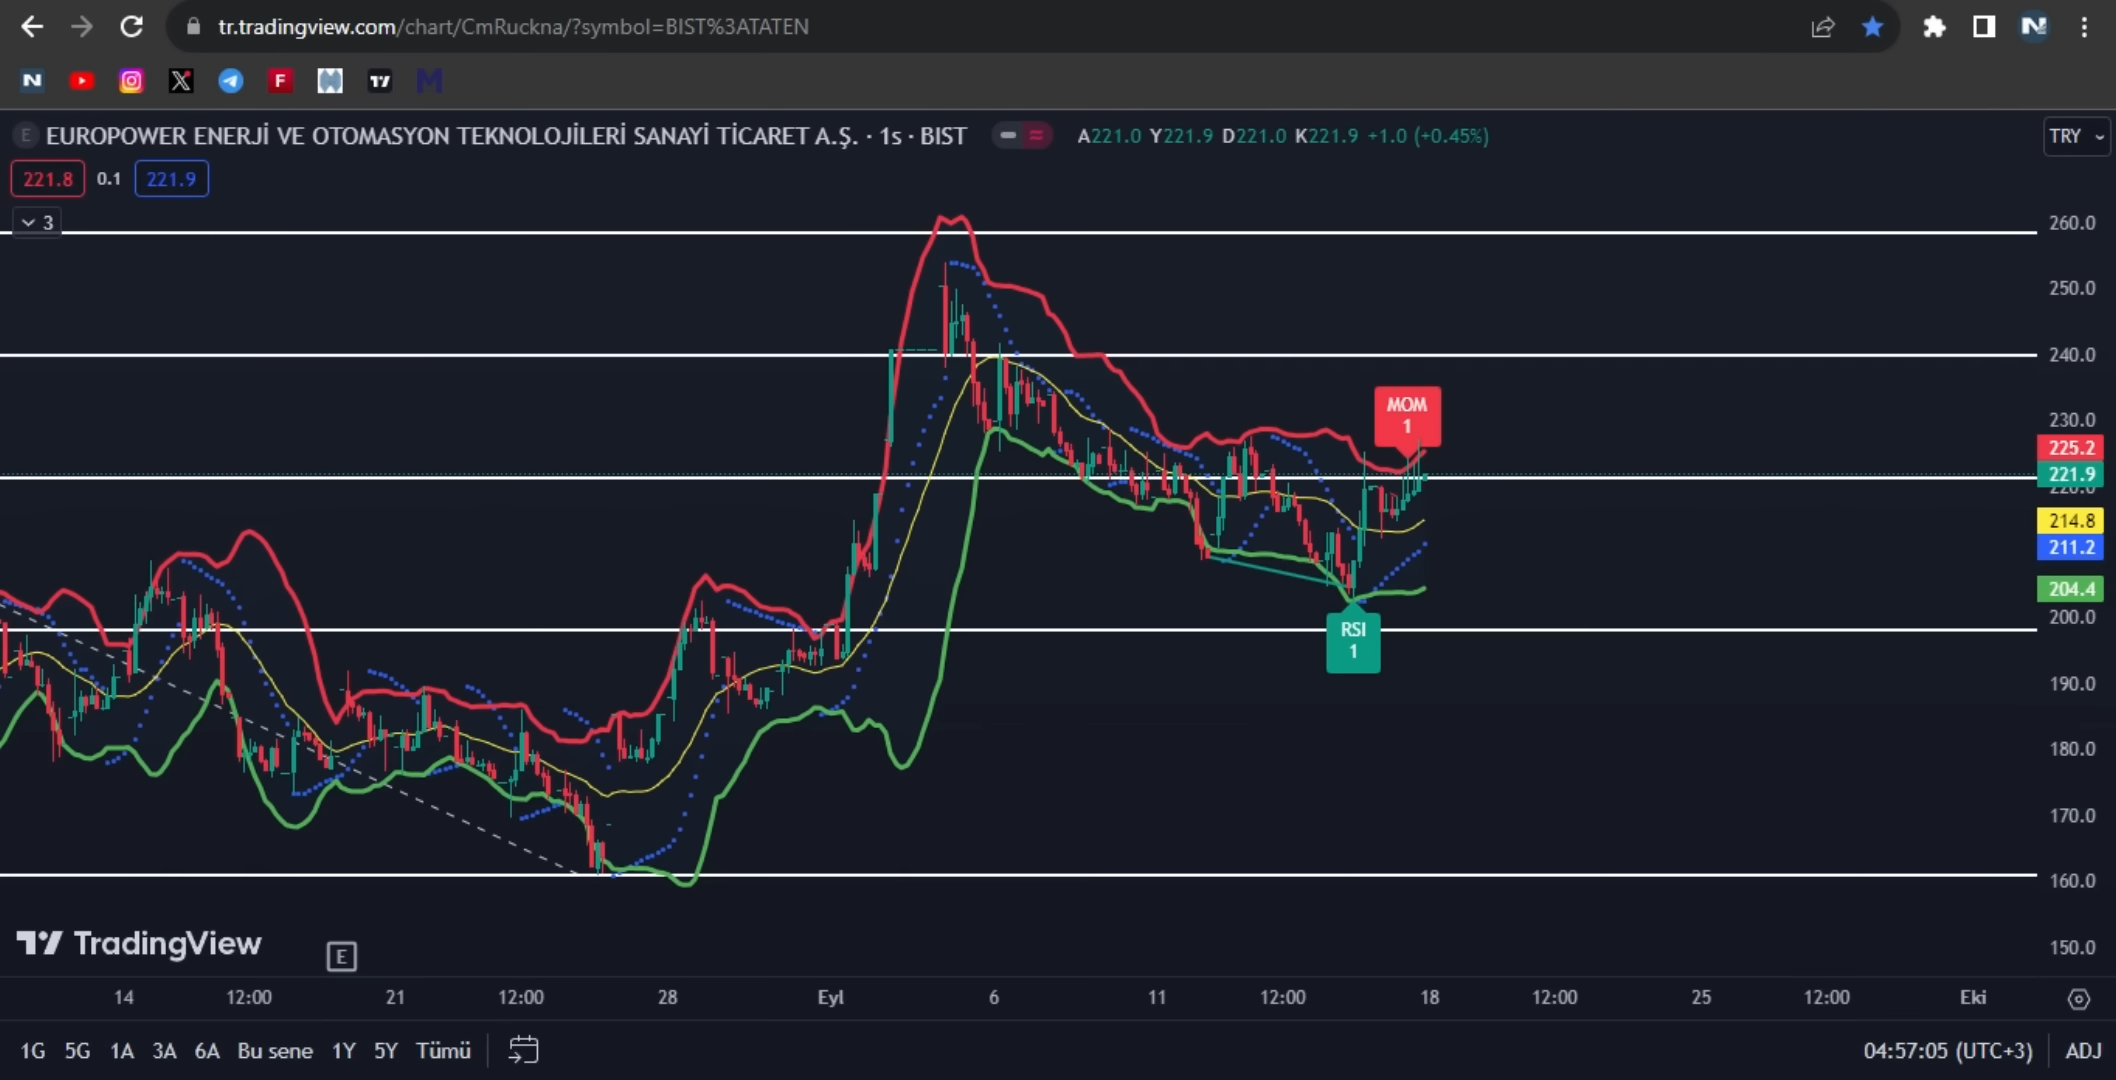 tr.tradingview.com/chart/CmRuckna/?symbol=BIST%3ATATEN
N F M
E EUROPOWER ENERJİ VE OTOMASYON TEKNOLOJİLERİ SANAYİ TİCARET A.Ş. · 1s · BIST A221.0 Y221.9 D221.0 K221.9 +1.0 (+0.45%) TRY
221.8 0.1 221.9
3
260.0
250.0
240.0
MOM
1
230.0
225.2
221.9
220.0
214.8
211.2
204.4
200.0
RSI
1
190.0
180.0
170.0
160.0
150.0
TradingView
E
14 12:00 21 12:00 28 Eyl 6 11 12:00 18 12:00 25 12:00 Eki
1G 5G 1A 3A 6A Bu sene 1Y 5Y Tümü 04:57:05 (UTC+3) ADJ